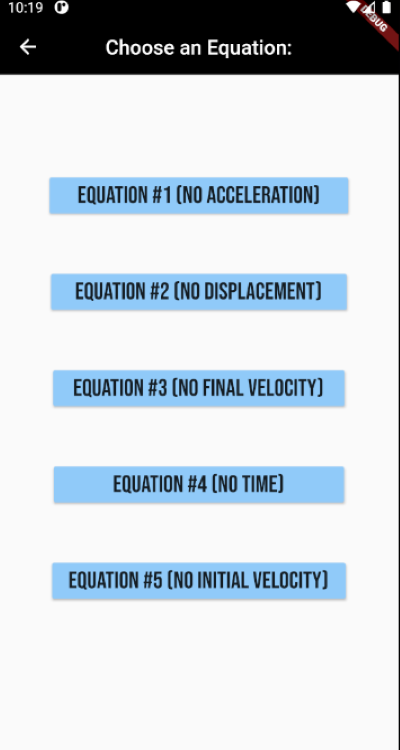 10:19
DEBUG
Choose an Equation:
EQUATION #1 (NO ACCELERATION)
EQUATION #2 (NO DISPLACEMENT)
EQUATION #3 (NO FINAL VELOCITY)
EQUATION #4 (NO TIME)
EQUATION #5 (NO INITIAL VELOCITY)